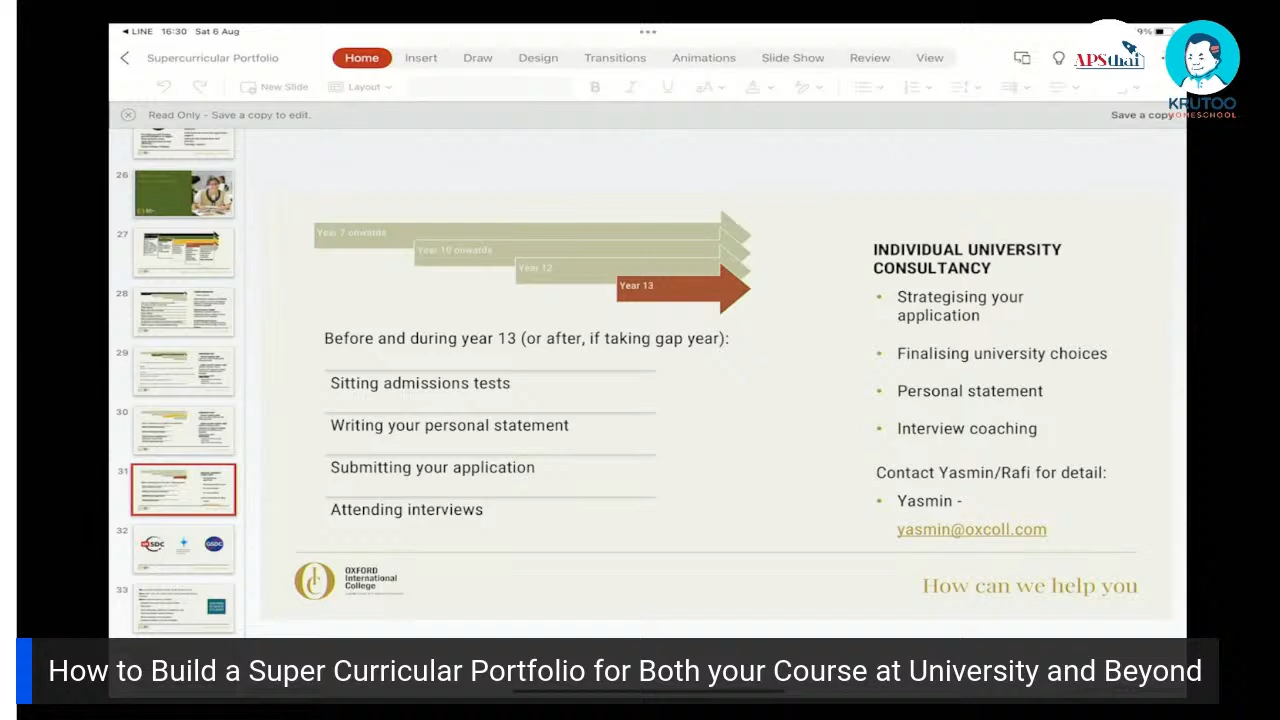 LINE 16:30 Sat 6 Aug
9%
Supercurricular Portfolio
Home Insert Draw Design Transitions Animations Slide Show Review View
APSthai
KRUTOO
HOMESCHOOL
New Slide Layout
Read Only - Save a copy to edit.
Save a copy
26
27
28
29
30
31
32
33
Year 7 onwards
Year 10 onwards
Year 12
Year 13
Before and during year 13 (or after, if taking gap year):
Sitting admissions tests
Writing your personal statement
Submitting your application
Attending interviews
INDIVIDUAL UNIVERSITY
CONSULTANCY
• Strategising your
application
• Finalising university choices
• Personal statement
• Interview coaching
Contact Yasmin/Rafi for detail:
• Yasmin -
yasmin@oxcoll.com
OXFORD
International
College
How can we help you
How to Build a Super Curricular Portfolio for Both your Course at University and Beyond